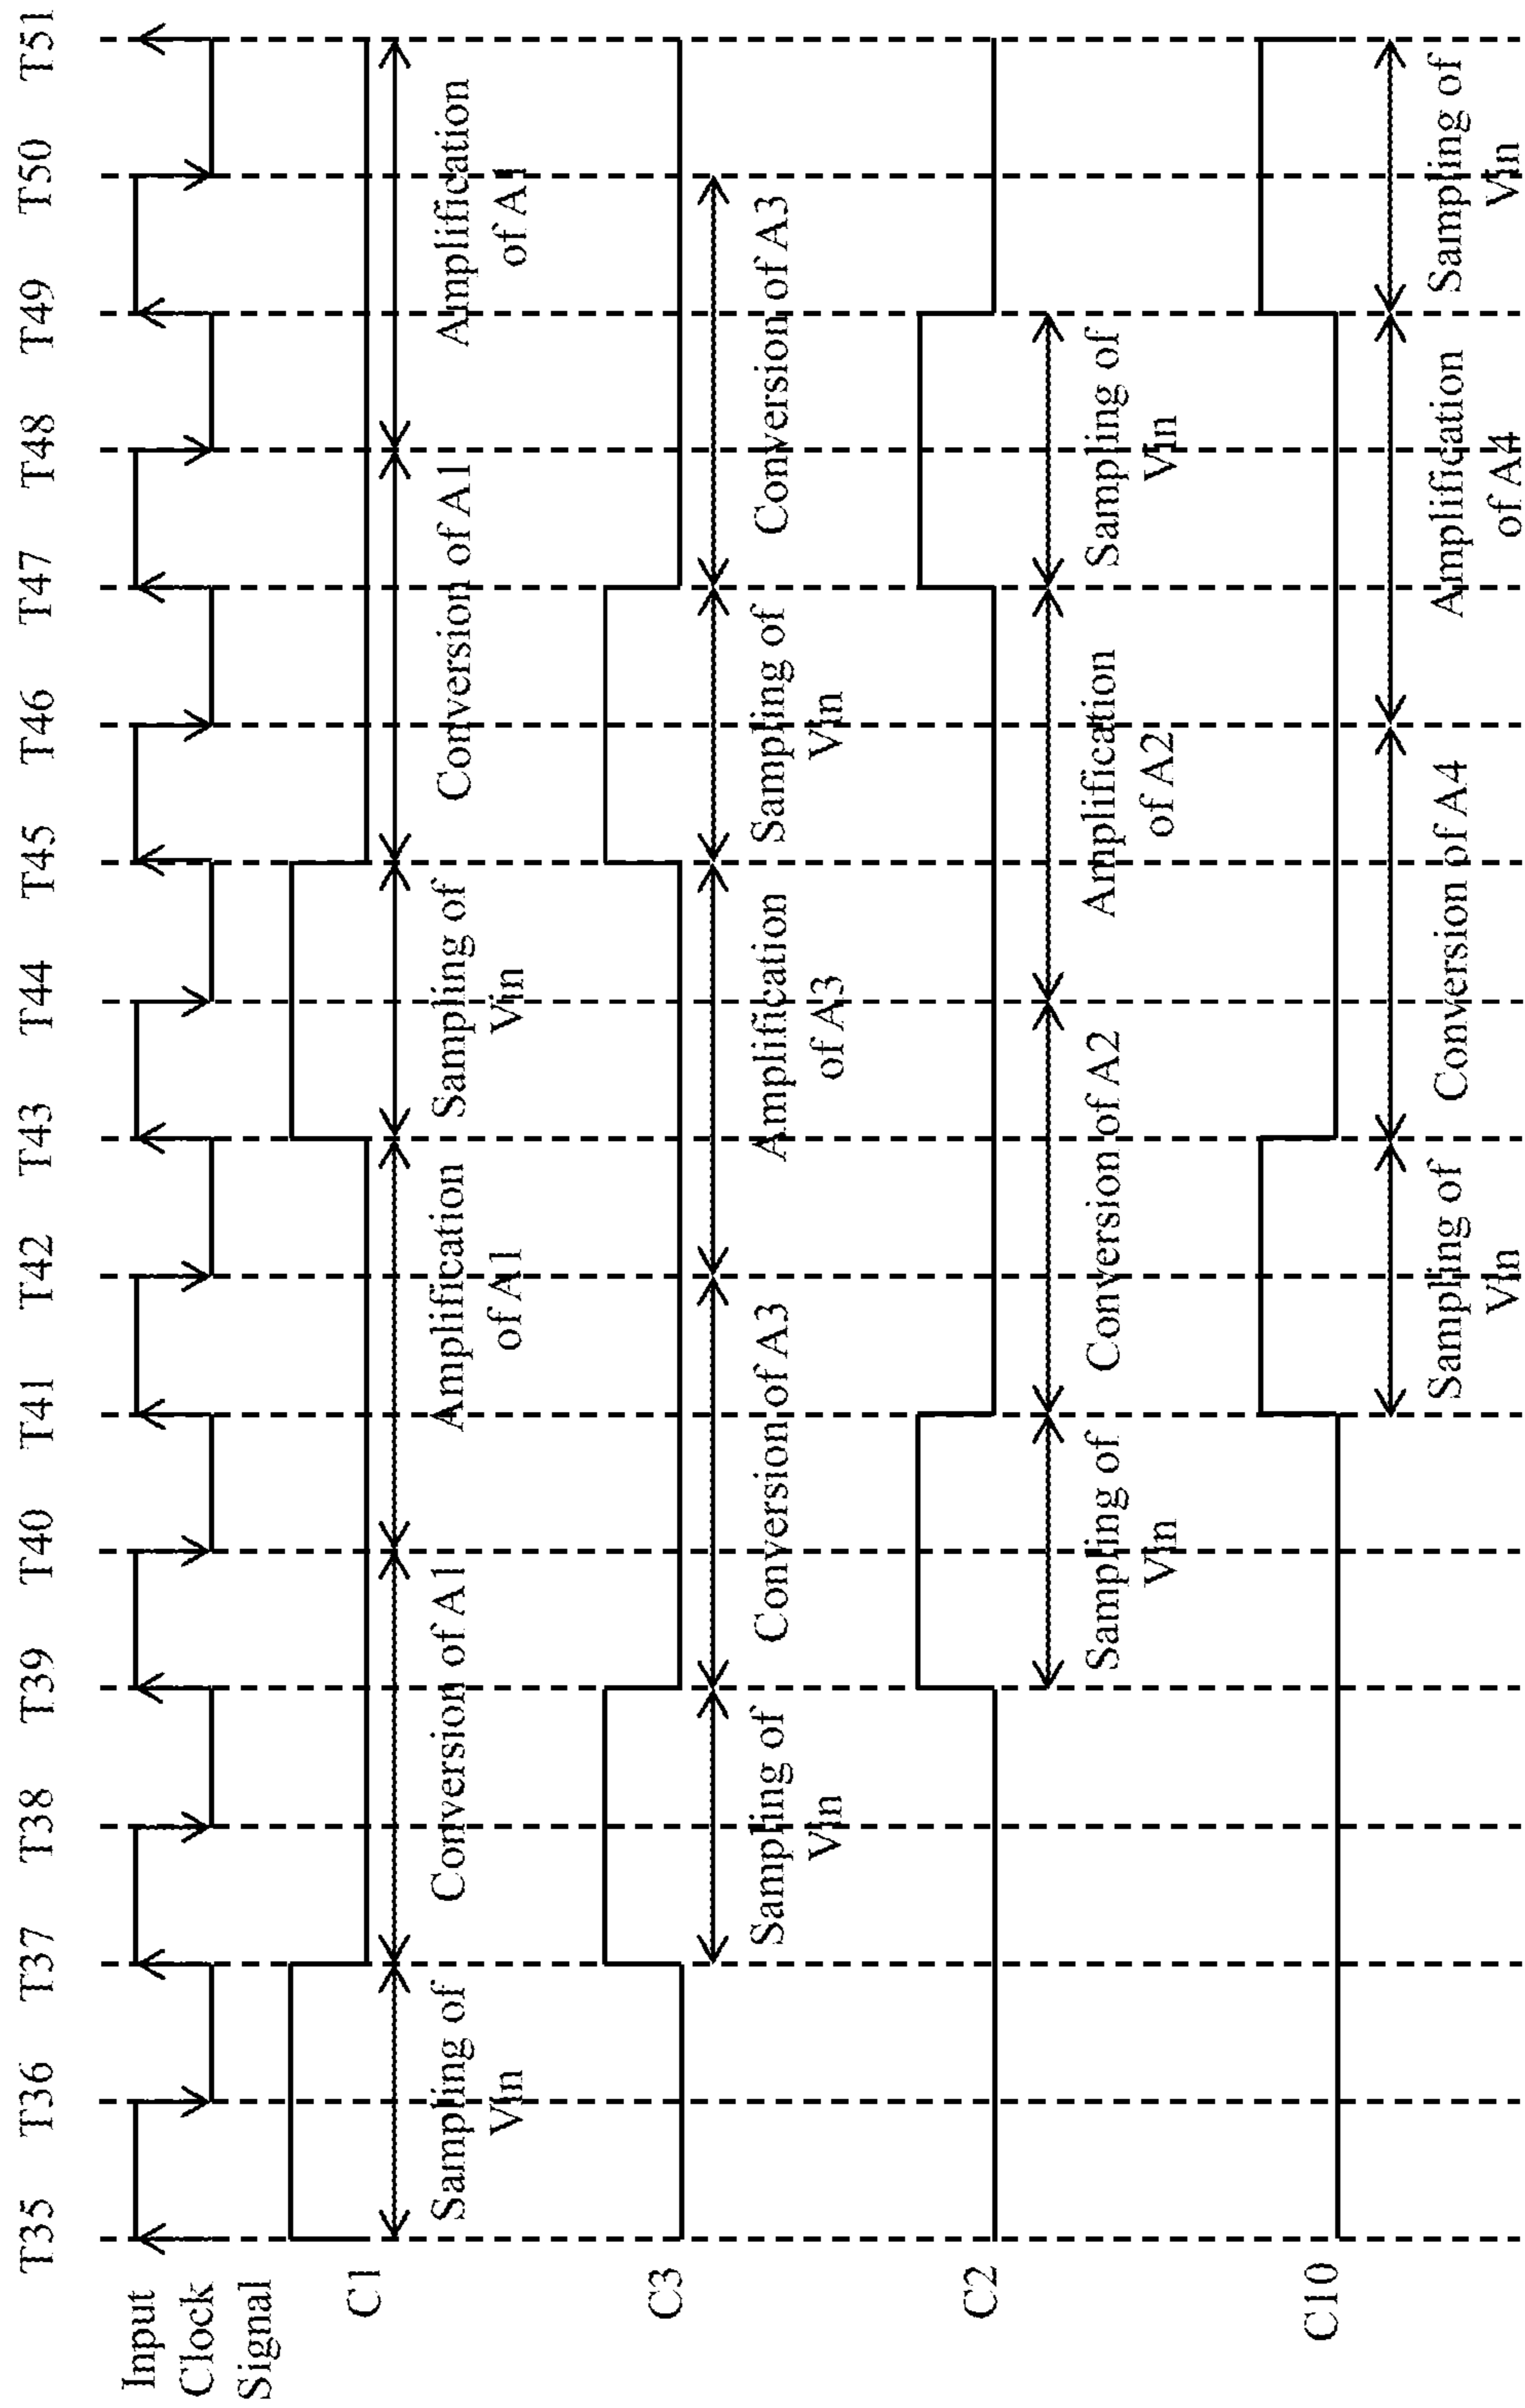 T35 T36 T37 T38 T39 T40 T41 T42 T43 T44 T45 T46 T47 T48 T49 T50 T51
Input
Clock
Signal
C1
Sampling of
Vin
Conversion of A1
Amplification
of A1
Sampling of
Vin
Conversion of A1
Amplification
of A1
C3
Sampling of
Vin
Conversion of A3
Amplification
of A3
Sampling of
Vin
Conversion of A3
C2
Sampling of
Vin
Conversion of A2
Amplification
of A2
Sampling of
Vin
C10
Sampling of
Vin
Conversion of A4
Amplification
of A4
Sampling of
Vin